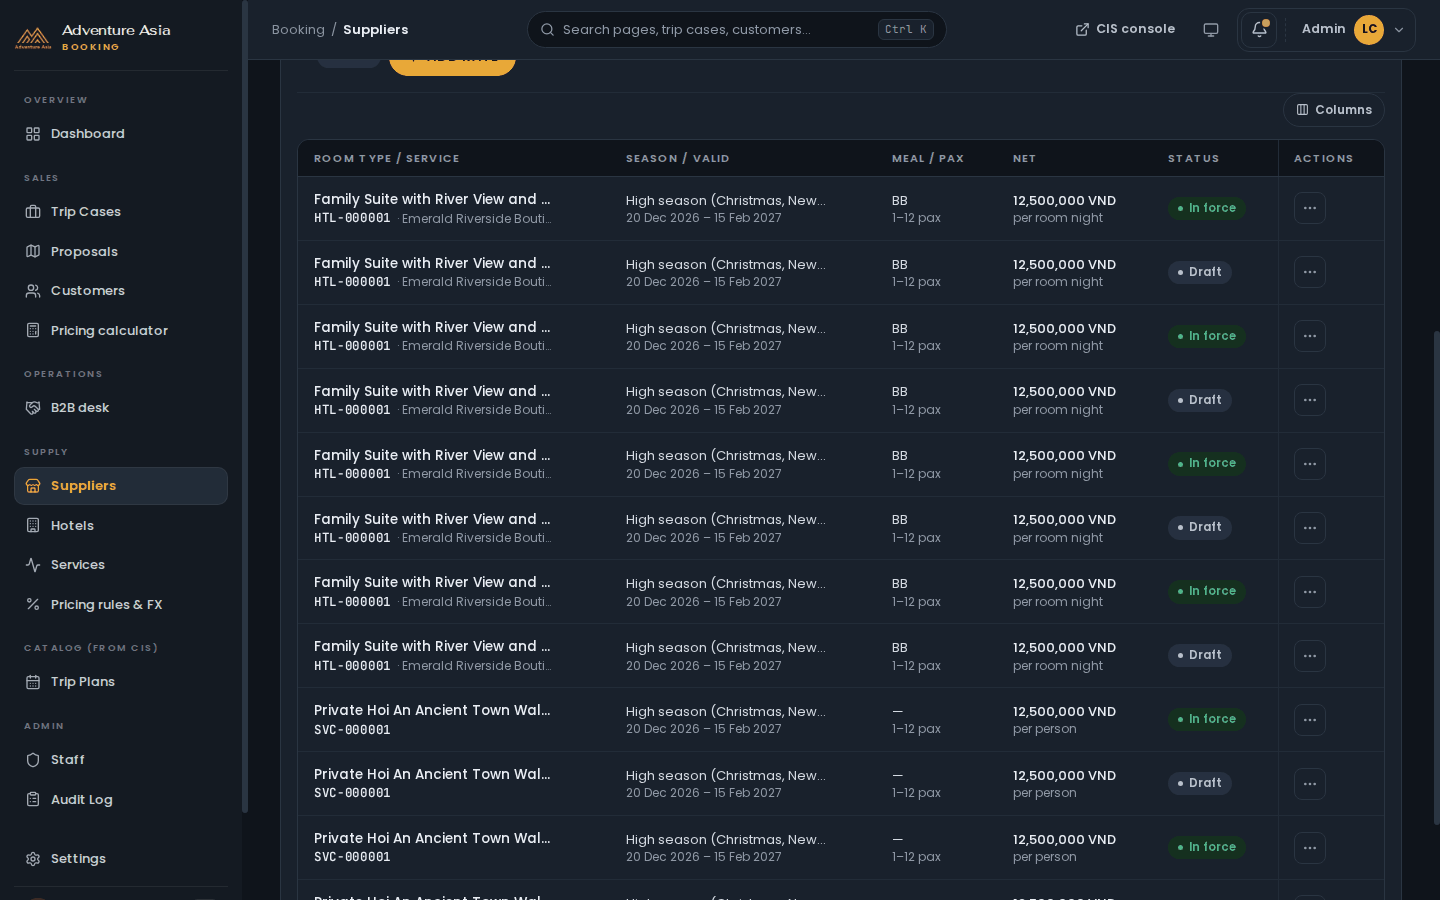 Adventure Asia
BOOKING
Adventure Asia
Booking / Suppliers
Search pages, trip cases, customers...
Ctrl K
CIS console
Admin
LC
OVERVIEW
Dashboard
SALES
Trip Cases
Proposals
Customers
Pricing calculator
OPERATIONS
B2B desk
SUPPLY
Suppliers
Hotels
Services
Pricing rules & FX
CATALOG (FROM CIS)
Trip Plans
ADMIN
Staff
Audit Log
Settings
Columns
ROOM TYPE / SERVICE SEASON / VALID MEAL / PAX NET STATUS ACTIONS
Family Suite with River View and ... High season (Christmas, New... BB 12,500,000 VND In force
HTL-000001 · Emerald Riverside Bouti... 20 Dec 2026 – 15 Feb 2027 1–12 pax per room night
Family Suite with River View and ... High season (Christmas, New... BB 12,500,000 VND Draft
HTL-000001 · Emerald Riverside Bouti... 20 Dec 2026 – 15 Feb 2027 1–12 pax per room night
Family Suite with River View and ... High season (Christmas, New... BB 12,500,000 VND In force
HTL-000001 · Emerald Riverside Bouti... 20 Dec 2026 – 15 Feb 2027 1–12 pax per room night
Family Suite with River View and ... High season (Christmas, New... BB 12,500,000 VND Draft
HTL-000001 · Emerald Riverside Bouti... 20 Dec 2026 – 15 Feb 2027 1–12 pax per room night
Family Suite with River View and ... High season (Christmas, New... BB 12,500,000 VND In force
HTL-000001 · Emerald Riverside Bouti... 20 Dec 2026 – 15 Feb 2027 1–12 pax per room night
Family Suite with River View and ... High season (Christmas, New... BB 12,500,000 VND Draft
HTL-000001 · Emerald Riverside Bouti... 20 Dec 2026 – 15 Feb 2027 1–12 pax per room night
Family Suite with River View and ... High season (Christmas, New... BB 12,500,000 VND In force
HTL-000001 · Emerald Riverside Bouti... 20 Dec 2026 – 15 Feb 2027 1–12 pax per room night
Family Suite with River View and ... High season (Christmas, New... BB 12,500,000 VND Draft
HTL-000001 · Emerald Riverside Bouti... 20 Dec 2026 – 15 Feb 2027 1–12 pax per room night
Private Hoi An Ancient Town Wal... High season (Christmas, New... — 12,500,000 VND In force
SVC-000001 20 Dec 2026 – 15 Feb 2027 1–12 pax per person
Private Hoi An Ancient Town Wal... High season (Christmas, New... — 12,500,000 VND Draft
SVC-000001 20 Dec 2026 – 15 Feb 2027 1–12 pax per person
Private Hoi An Ancient Town Wal... High season (Christmas, New... — 12,500,000 VND In force
SVC-000001 20 Dec 2026 – 15 Feb 2027 1–12 pax per person